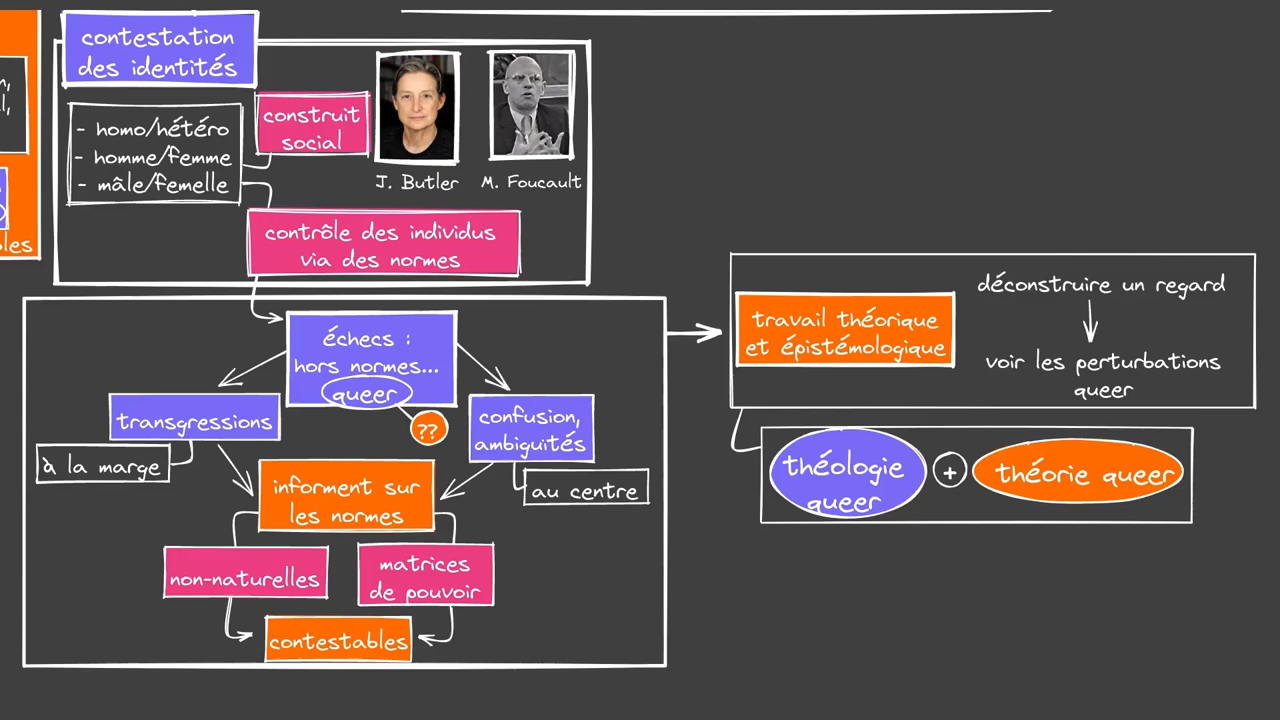 contestation
des identités
- homo/hétéro
- homme/femme
- mâle/femelle
construit
social
J. Butler
M. Foucault
contrôle des individus
via des normes
échecs :
hors normes...
queer
??
transgressions
à la marge
confusion,
ambiguïtés
au centre
informent sur
les normes
non-naturelles
matrices
de pouvoir
contestables
travail théorique
et épistémologique
déconstruire un regard
voir les perturbations
queer
théologie
queer
+
théorie queer